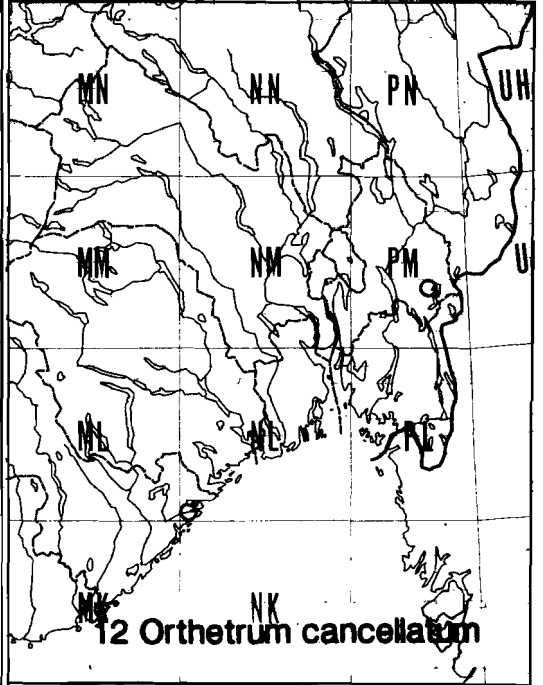 MN NN PN UH
MM NM PM U
ML NL PL
MK NK
12 Orthetrum cancellatum